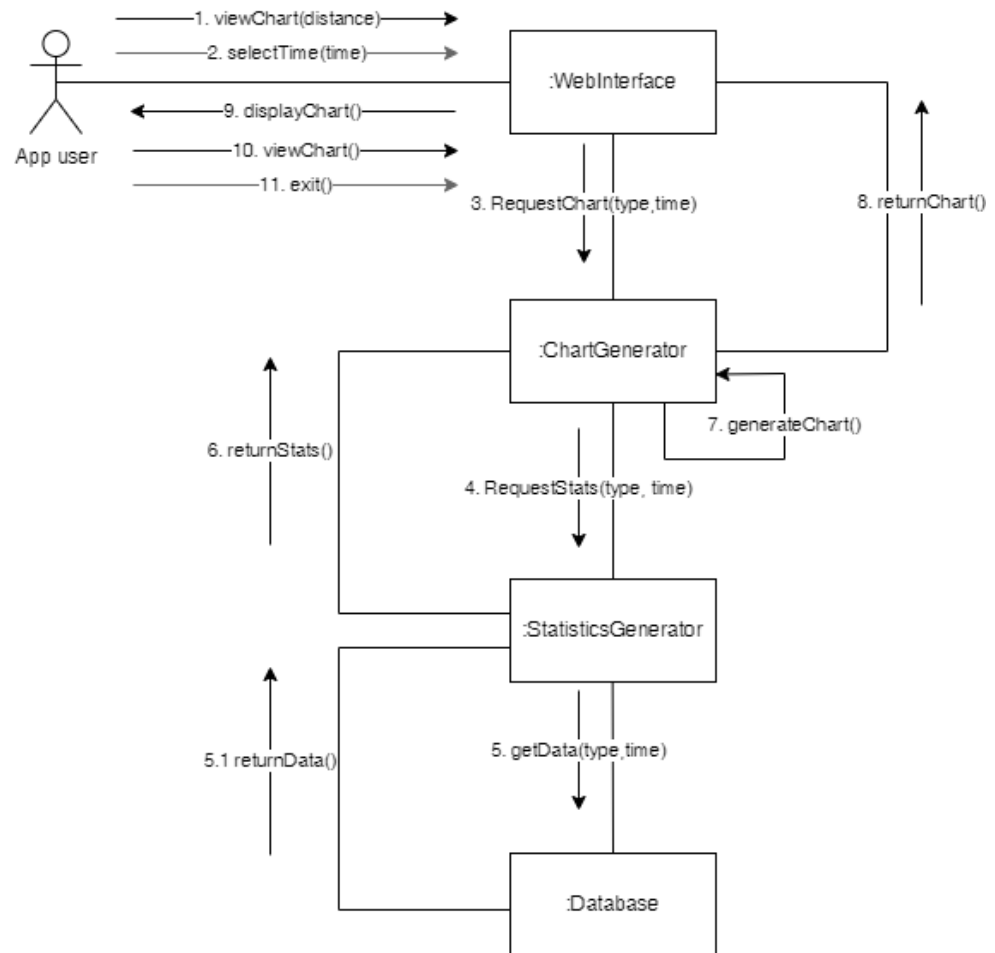 1. viewChart(distance)
2. selectTime(time)
:WebInterface
9. displayChart()
App user
10. viewChart()
11. exit()
3. RequestChart(type,time)
8. returnChart()
:ChartGenerator
7. generateChart()
6. returnStats()
4. RequestStats(type, time)
:StatisticsGenerator
5. getData(type,time)
5.1 returnData()
:Database